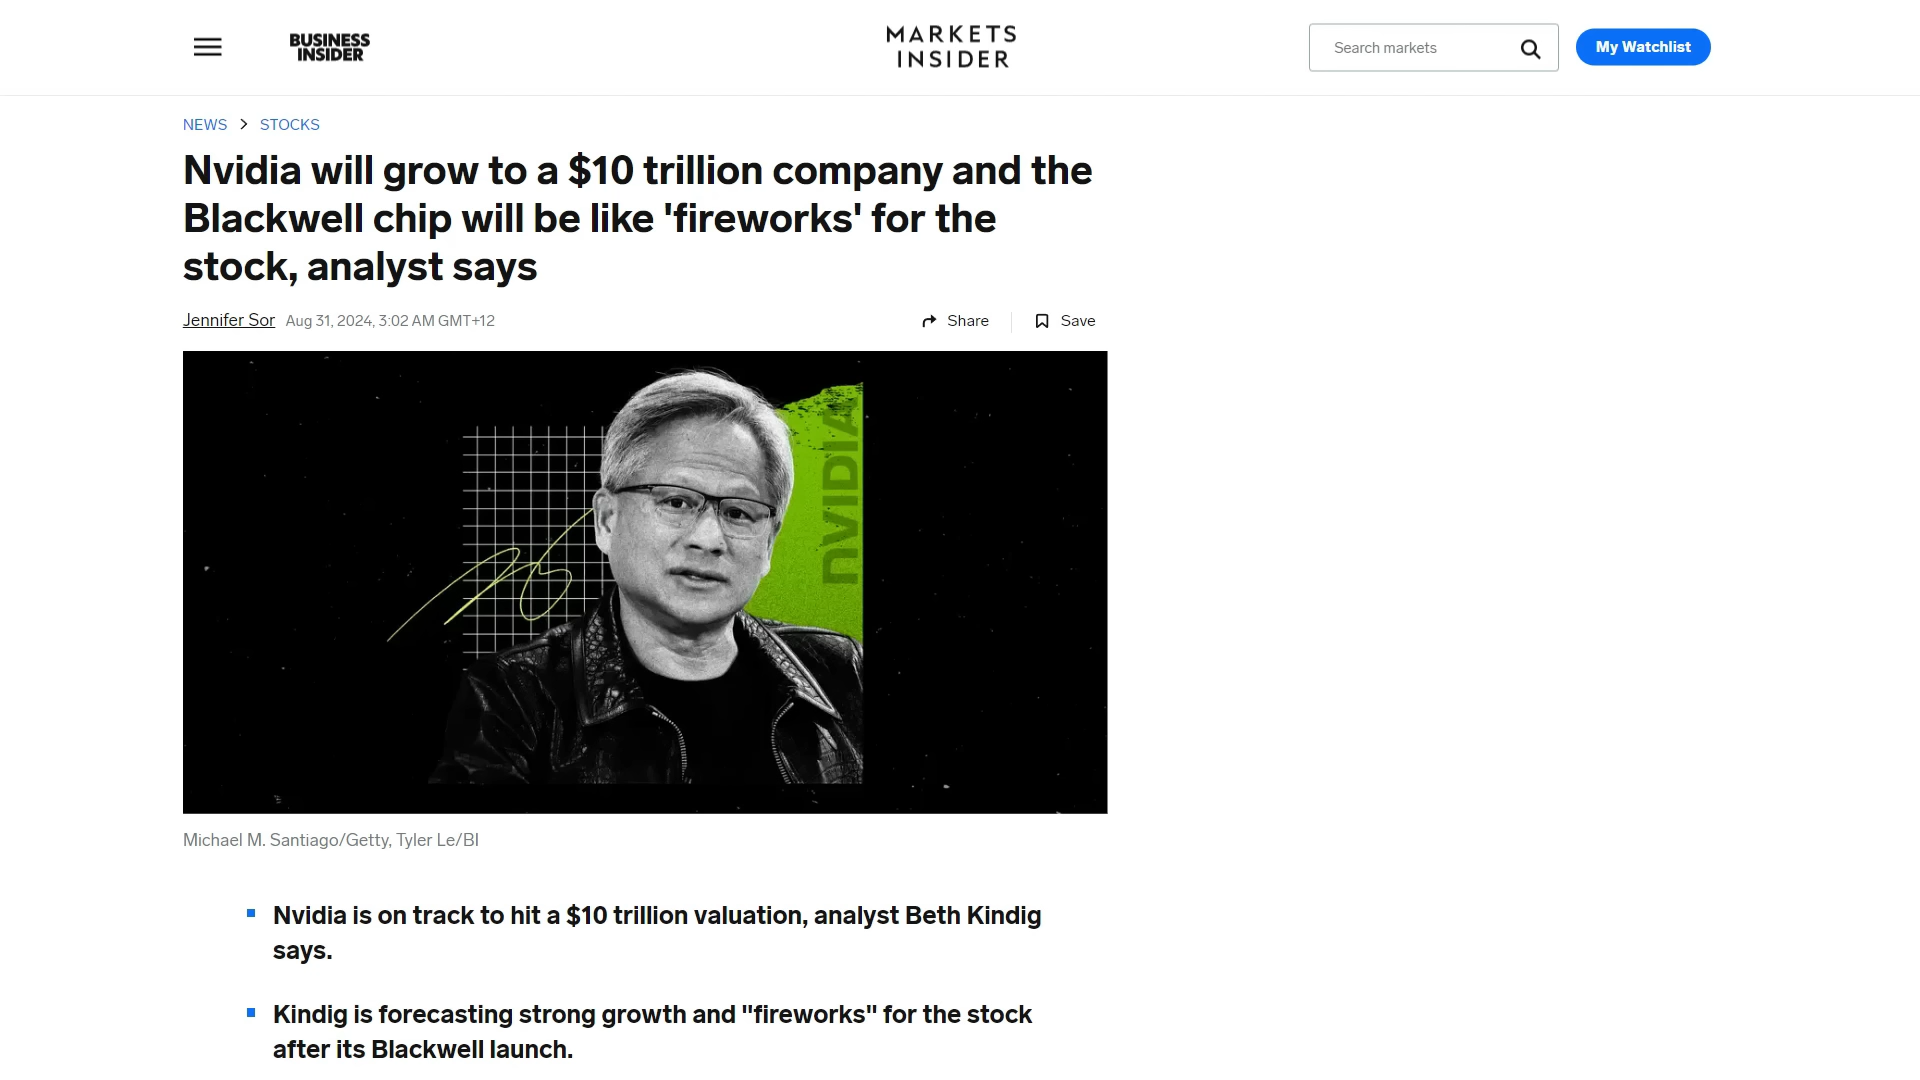 BUSINESS
INSIDER
MARKETS
INSIDER
Search markets
My Watchlist
NEWS
STOCKS
Nvidia will grow to a $10 trillion company and the
Blackwell chip will be like 'fireworks' for the
stock, analyst says
Jennifer Sor Aug 31, 2024, 3:02 AM GMT+12
Share
Save
NVIDIA
Michael M. Santiago/Getty, Tyler Le/BI
Nvidia is on track to hit a $10 trillion valuation, analyst Beth Kindig
says.
Kindig is forecasting strong growth and "fireworks" for the stock
after its Blackwell launch.